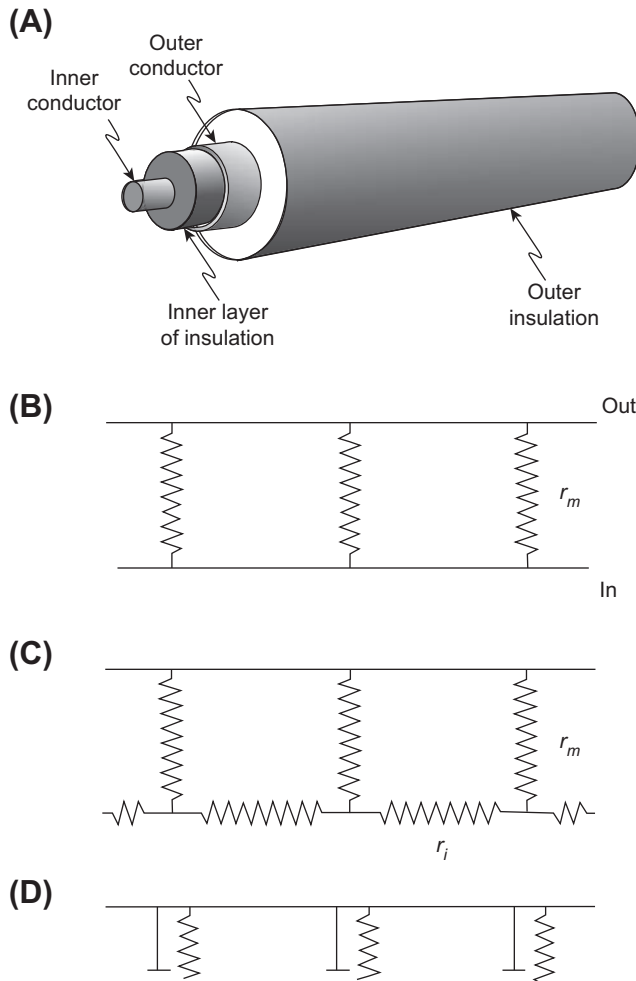 (A)
Outer
conductor
Inner
conductor
Inner layer
of insulation
Outer
insulation
(B)
Out
r_m
In
(C)
r_m
r_i
(D)